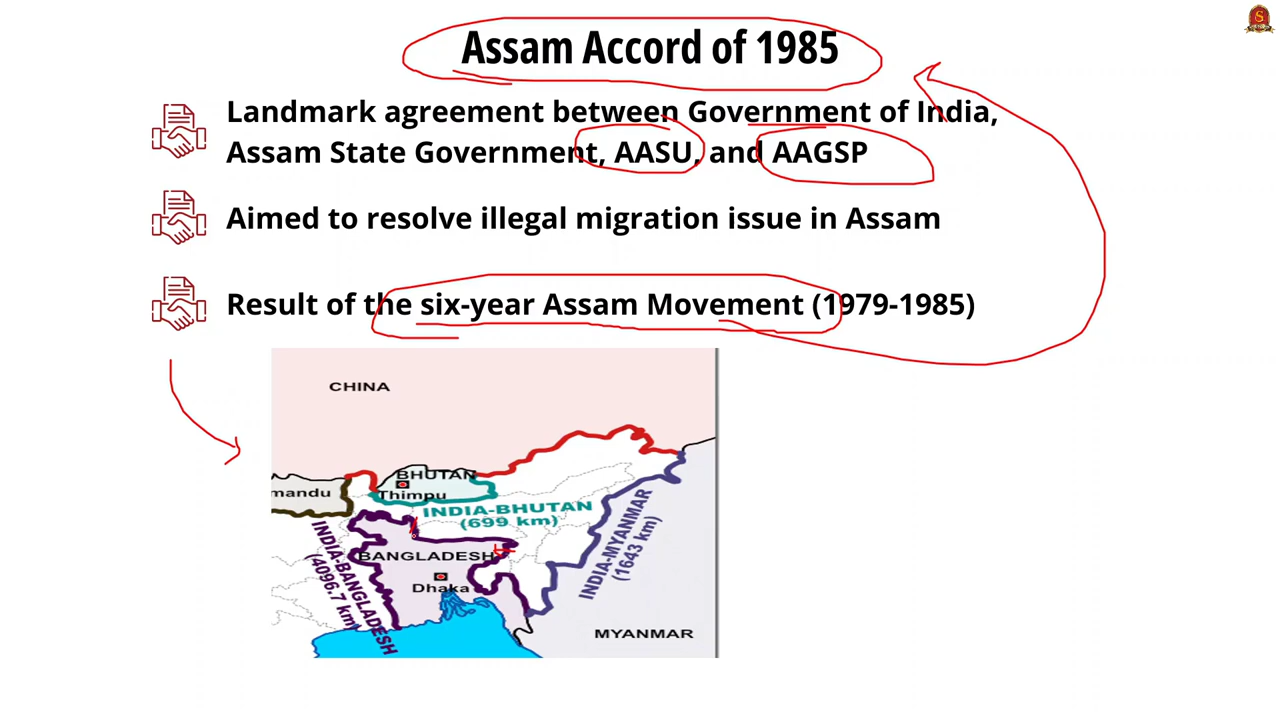 Assam Accord of 1985
Landmark agreement between Government of India,
Assam State Government, AASU, and AAGSP
Aimed to resolve illegal migration issue in Assam
Result of the six-year Assam Movement (1979-1985)
CHINA
BHUTAN
mandu
Thimpu
INDIA-BHUTAN
(699 km)
INDIA-MYANMAR
(1643 km)
INDIA-BANGLADESH
(4096.7 km)
BANGLADESH
Dhaka
MYANMAR
S